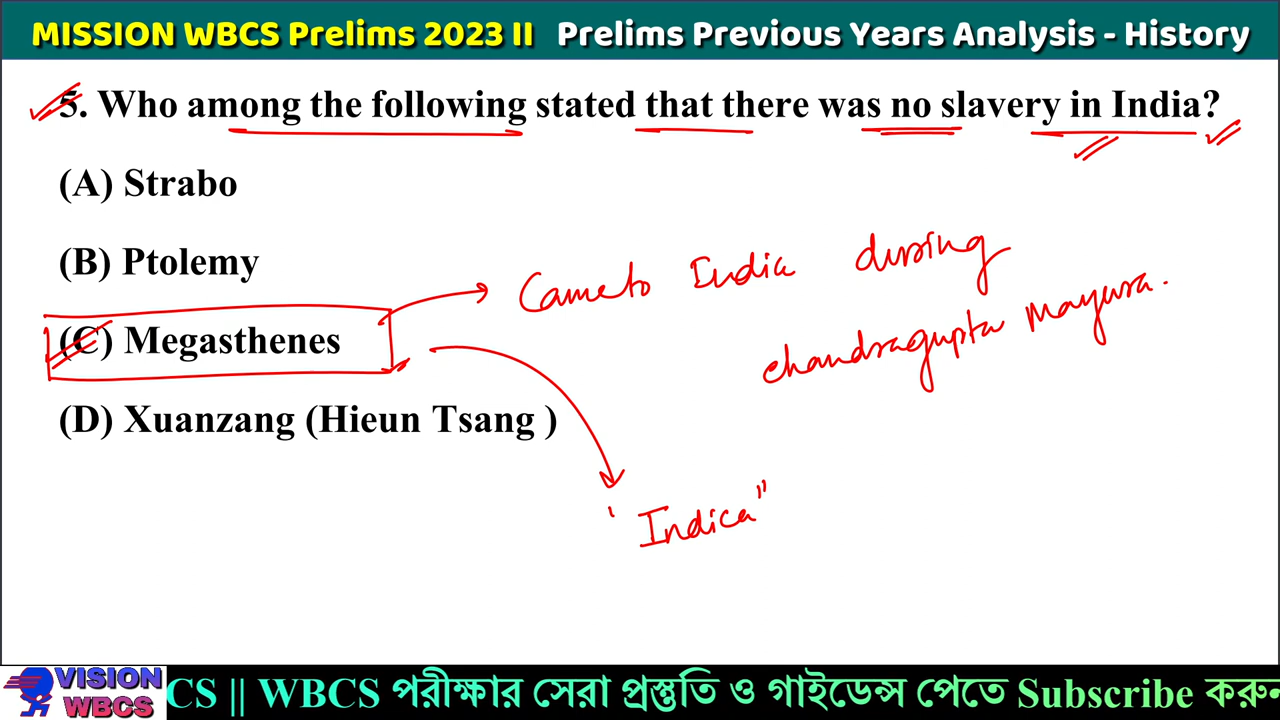 MISSION WBCS Prelims 2023 II Prelims Previous Years Analysis - History
5. Who among the following stated that there was no slavery in India?
(A) Strabo
(B) Ptolemy
(C) Megasthenes
(D) Xuanzang (Hieun Tsang )
Came to India during
chandragupta Mayura.
'Indica"
VISION
WBCS
CS || WBCS পরীক্ষার সেরা প্রস্তুতি ও গাইডেন্স পেতে Subscribe করুন